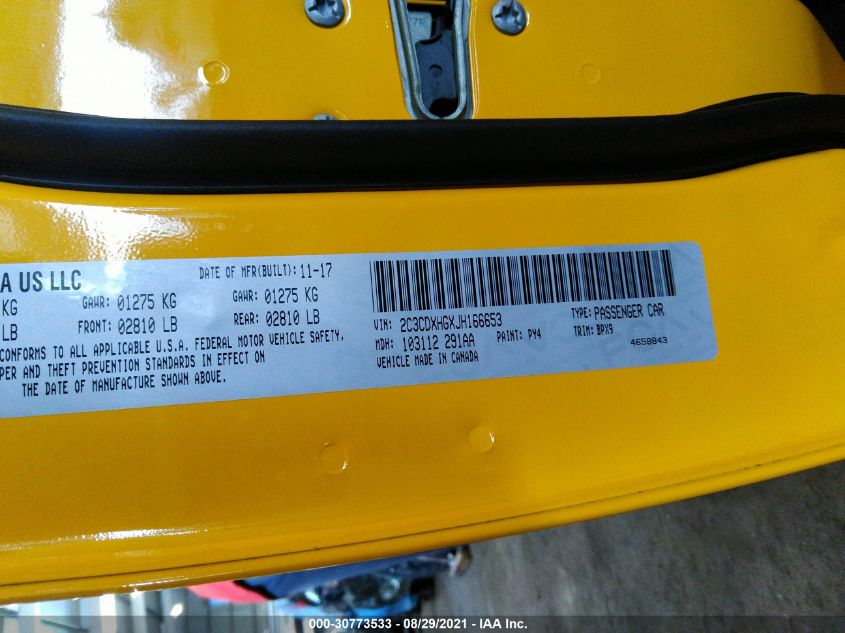 7R
A US LLC
DATE OF MFR(BUILT): 11-17
KG GAWR: 01275 KG GAWR: 01275 KG
LB FRONT: 02810 LB REAR: 02810 LB
CONFORMS TO ALL APPLICABLE U.S.A. FEDERAL MOTOR VEHICLE SAFETY,
PER AND THEFT PREVENTION STANDARDS IN EFFECT ON
THE DATE OF MANUFACTURE SHOWN ABOVE.
VIN: 2C3CDXHGXJH166653 TYPE: PASSENGER CAR
MDH: 103112 291AA PAINT: PY4 TRIM: BPX9
VEHICLE MADE IN CANADA 4658843
000-30773533 - 08/29/2021 - IAA Inc.